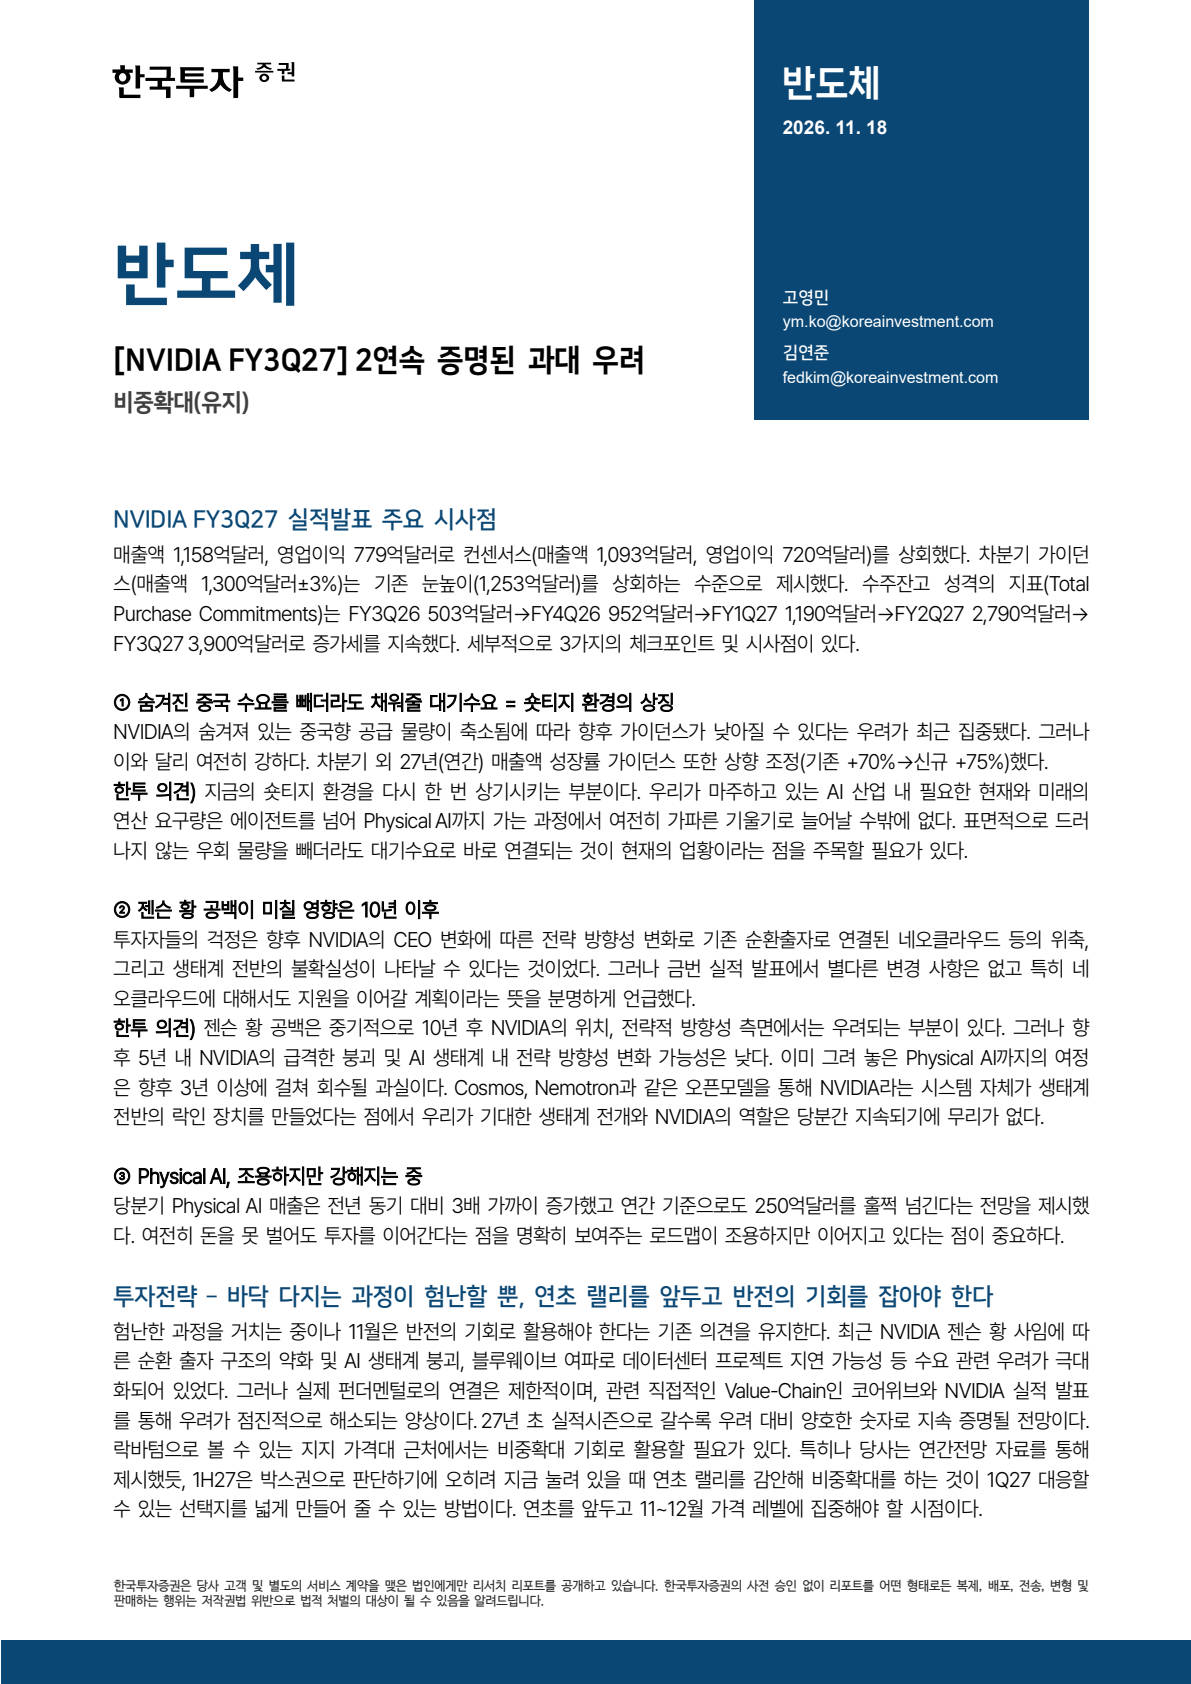 한국투자 증권
반도체
2026. 11. 18
고영민
ym.ko@koreainvestment.com
김연준
fedkim@koreainvestment.com
반도체
[NVIDIA FY3Q27] 2연속 증명된 과대 우려
비중확대(유지)
NVIDIA FY3Q27 실적발표 주요 시사점
매출액 1,158억달러, 영업이익 779억달러로 컨센서스(매출액 1,093억달러, 영업이익 720억달러)를 상회했다. 차분기 가이던
스(매출액 1,300억달러±3%)는 기존 눈높이(1,253억달러)를 상회하는 수준으로 제시했다. 수주잔고 성격의 지표(Total
Purchase Commitments)는 FY3Q26 503억달러→FY4Q26 952억달러→FY1Q27 1,190억달러→FY2Q27 2,790억달러→
FY3Q27 3,900억달러로 증가세를 지속했다. 세부적으로 3가지의 체크포인트 및 시사점이 있다.
① 숨겨진 중국 수요를 빼더라도 채워줄 대기수요 = 숏티지 환경의 상징
NVIDIA의 숨겨져 있는 중국향 공급 물량이 축소됨에 따라 향후 가이던스가 낮아질 수 있다는 우려가 최근 집중됐다. 그러나
이와 달리 여전히 강하다. 차분기 외 27년(연간) 매출액 성장률 가이던스 또한 상향 조정(기존 +70%→신규 +75%)했다.
한투 의견) 지금의 숏티지 환경을 다시 한 번 상기시키는 부분이다. 우리가 마주하고 있는 AI 산업 내 필요한 현재와 미래의
연산 요구량은 에이전트를 넘어 Physical AI까지 가는 과정에서 여전히 가파른 기울기로 늘어날 수밖에 없다. 표면적으로 드러
나지 않는 우회 물량을 빼더라도 대기수요로 바로 연결되는 것이 현재의 업황이라는 점을 주목할 필요가 있다.
② 젠슨 황 공백이 미칠 영향은 10년 이후
투자자들의 걱정은 향후 NVIDIA의 CEO 변화에 따른 전략 방향성 변화로 기존 순환출자로 연결된 네오클라우드 등의 위축,
그리고 생태계 전반의 불확실성이 나타날 수 있다는 것이었다. 그러나 금번 실적 발표에서 별다른 변경 사항은 없고 특히 네
오클라우드에 대해서도 지원을 이어갈 계획이라는 뜻을 분명하게 언급했다.
한투 의견) 젠슨 황 공백은 중기적으로 10년 후 NVIDIA의 위치, 전략적 방향성 측면에서는 우려되는 부분이 있다. 그러나 향
후 5년 내 NVIDIA의 급격한 붕괴 및 AI 생태계 내 전략 방향성 변화 가능성은 낮다. 이미 그려 놓은 Physical AI까지의 여정
은 향후 3년 이상에 걸쳐 회수될 과실이다. Cosmos, Nemotron과 같은 오픈모델을 통해 NVIDIA라는 시스템 자체가 생태계
전반의 락인 장치를 만들었다는 점에서 우리가 기대한 생태계 전개와 NVIDIA의 역할은 당분간 지속되기에 무리가 없다.
③ Physical AI, 조용하지만 강해지는 중
당분기 Physical AI 매출은 전년 동기 대비 3배 가까이 증가했고 연간 기준으로도 250억달러를 훌쩍 넘긴다는 전망을 제시했
다. 여전히 돈을 못 벌어도 투자를 이어간다는 점을 명확히 보여주는 로드맵이 조용하지만 이어지고 있다는 점이 중요하다.
투자전략 – 바닥 다지는 과정이 험난할 뿐, 연초 랠리를 앞두고 반전의 기회를 잡아야 한다
험난한 과정을 거치는 중이나 11월은 반전의 기회로 활용해야 한다는 기존 의견을 유지한다. 최근 NVIDIA 젠슨 황 사임에 따
른 순환 출자 구조의 약화 및 AI 생태계 붕괴, 블루웨이브 여파로 데이터센터 프로젝트 지연 가능성 등 수요 관련 우려가 극대
화되어 있었다. 그러나 실제 펀더멘털로의 연결은 제한적이며, 관련 직접적인 Value-Chain인 코어위브와 NVIDIA 실적 발표
를 통해 우려가 점진적으로 해소되는 양상이다. 27년 초 실적시즌으로 갈수록 우려 대비 양호한 숫자로 지속 증명될 전망이다.
락바텀으로 볼 수 있는 지지 가격대 근처에서는 비중확대 기회로 활용할 필요가 있다. 특히나 당사는 연간전망 자료를 통해
제시했듯, 1H27은 박스권으로 판단하기에 오히려 지금 눌려 있을 때 연초 랠리를 감안해 비중확대를 하는 것이 1Q27 대응할
수 있는 선택지를 넓게 만들어 줄 수 있는 방법이다. 연초를 앞두고 11~12월 가격 레벨에 집중해야 할 시점이다.
한국투자증권은 당사 고객 및 별도의 서비스 계약을 맺은 법인에게만 리서치 리포트를 공개하고 있습니다. 한국투자증권의 사전 승인 없이 리포트를 어떤 형태로든 복제, 배포, 전송, 변형 및
판매하는 행위는 저작권법 위반으로 법적 처벌의 대상이 될 수 있음을 알려드립니다.